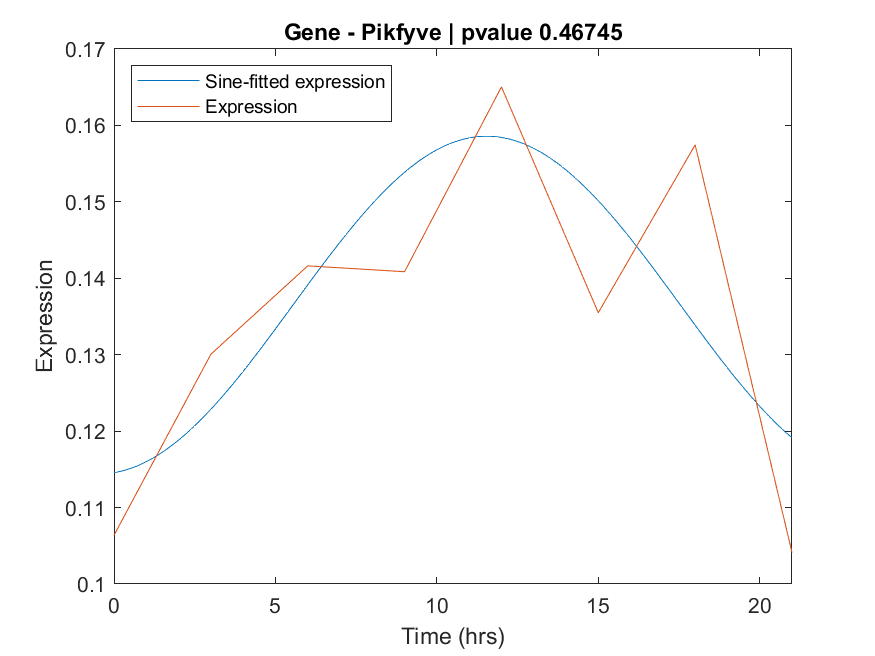 Gene - Pikfyve | pvalue 0.46745
0.17
0.16
0.15
0.14
0.13
0.12
0.11
0.1
Expression
Sine-fitted expression
Expression
0 5 10 15 20
Time (hrs)